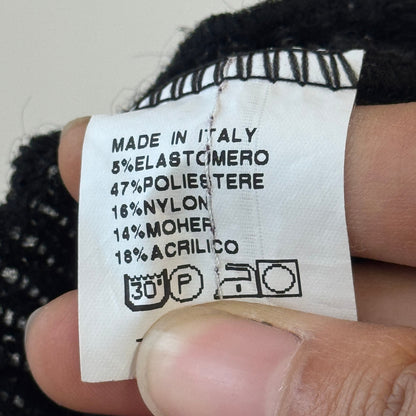 MADE IN ITALY
5%ELASTOMERO
47%POLIESTERE
16%NYLON
14%MOHER
18%ACRILICO
30° P